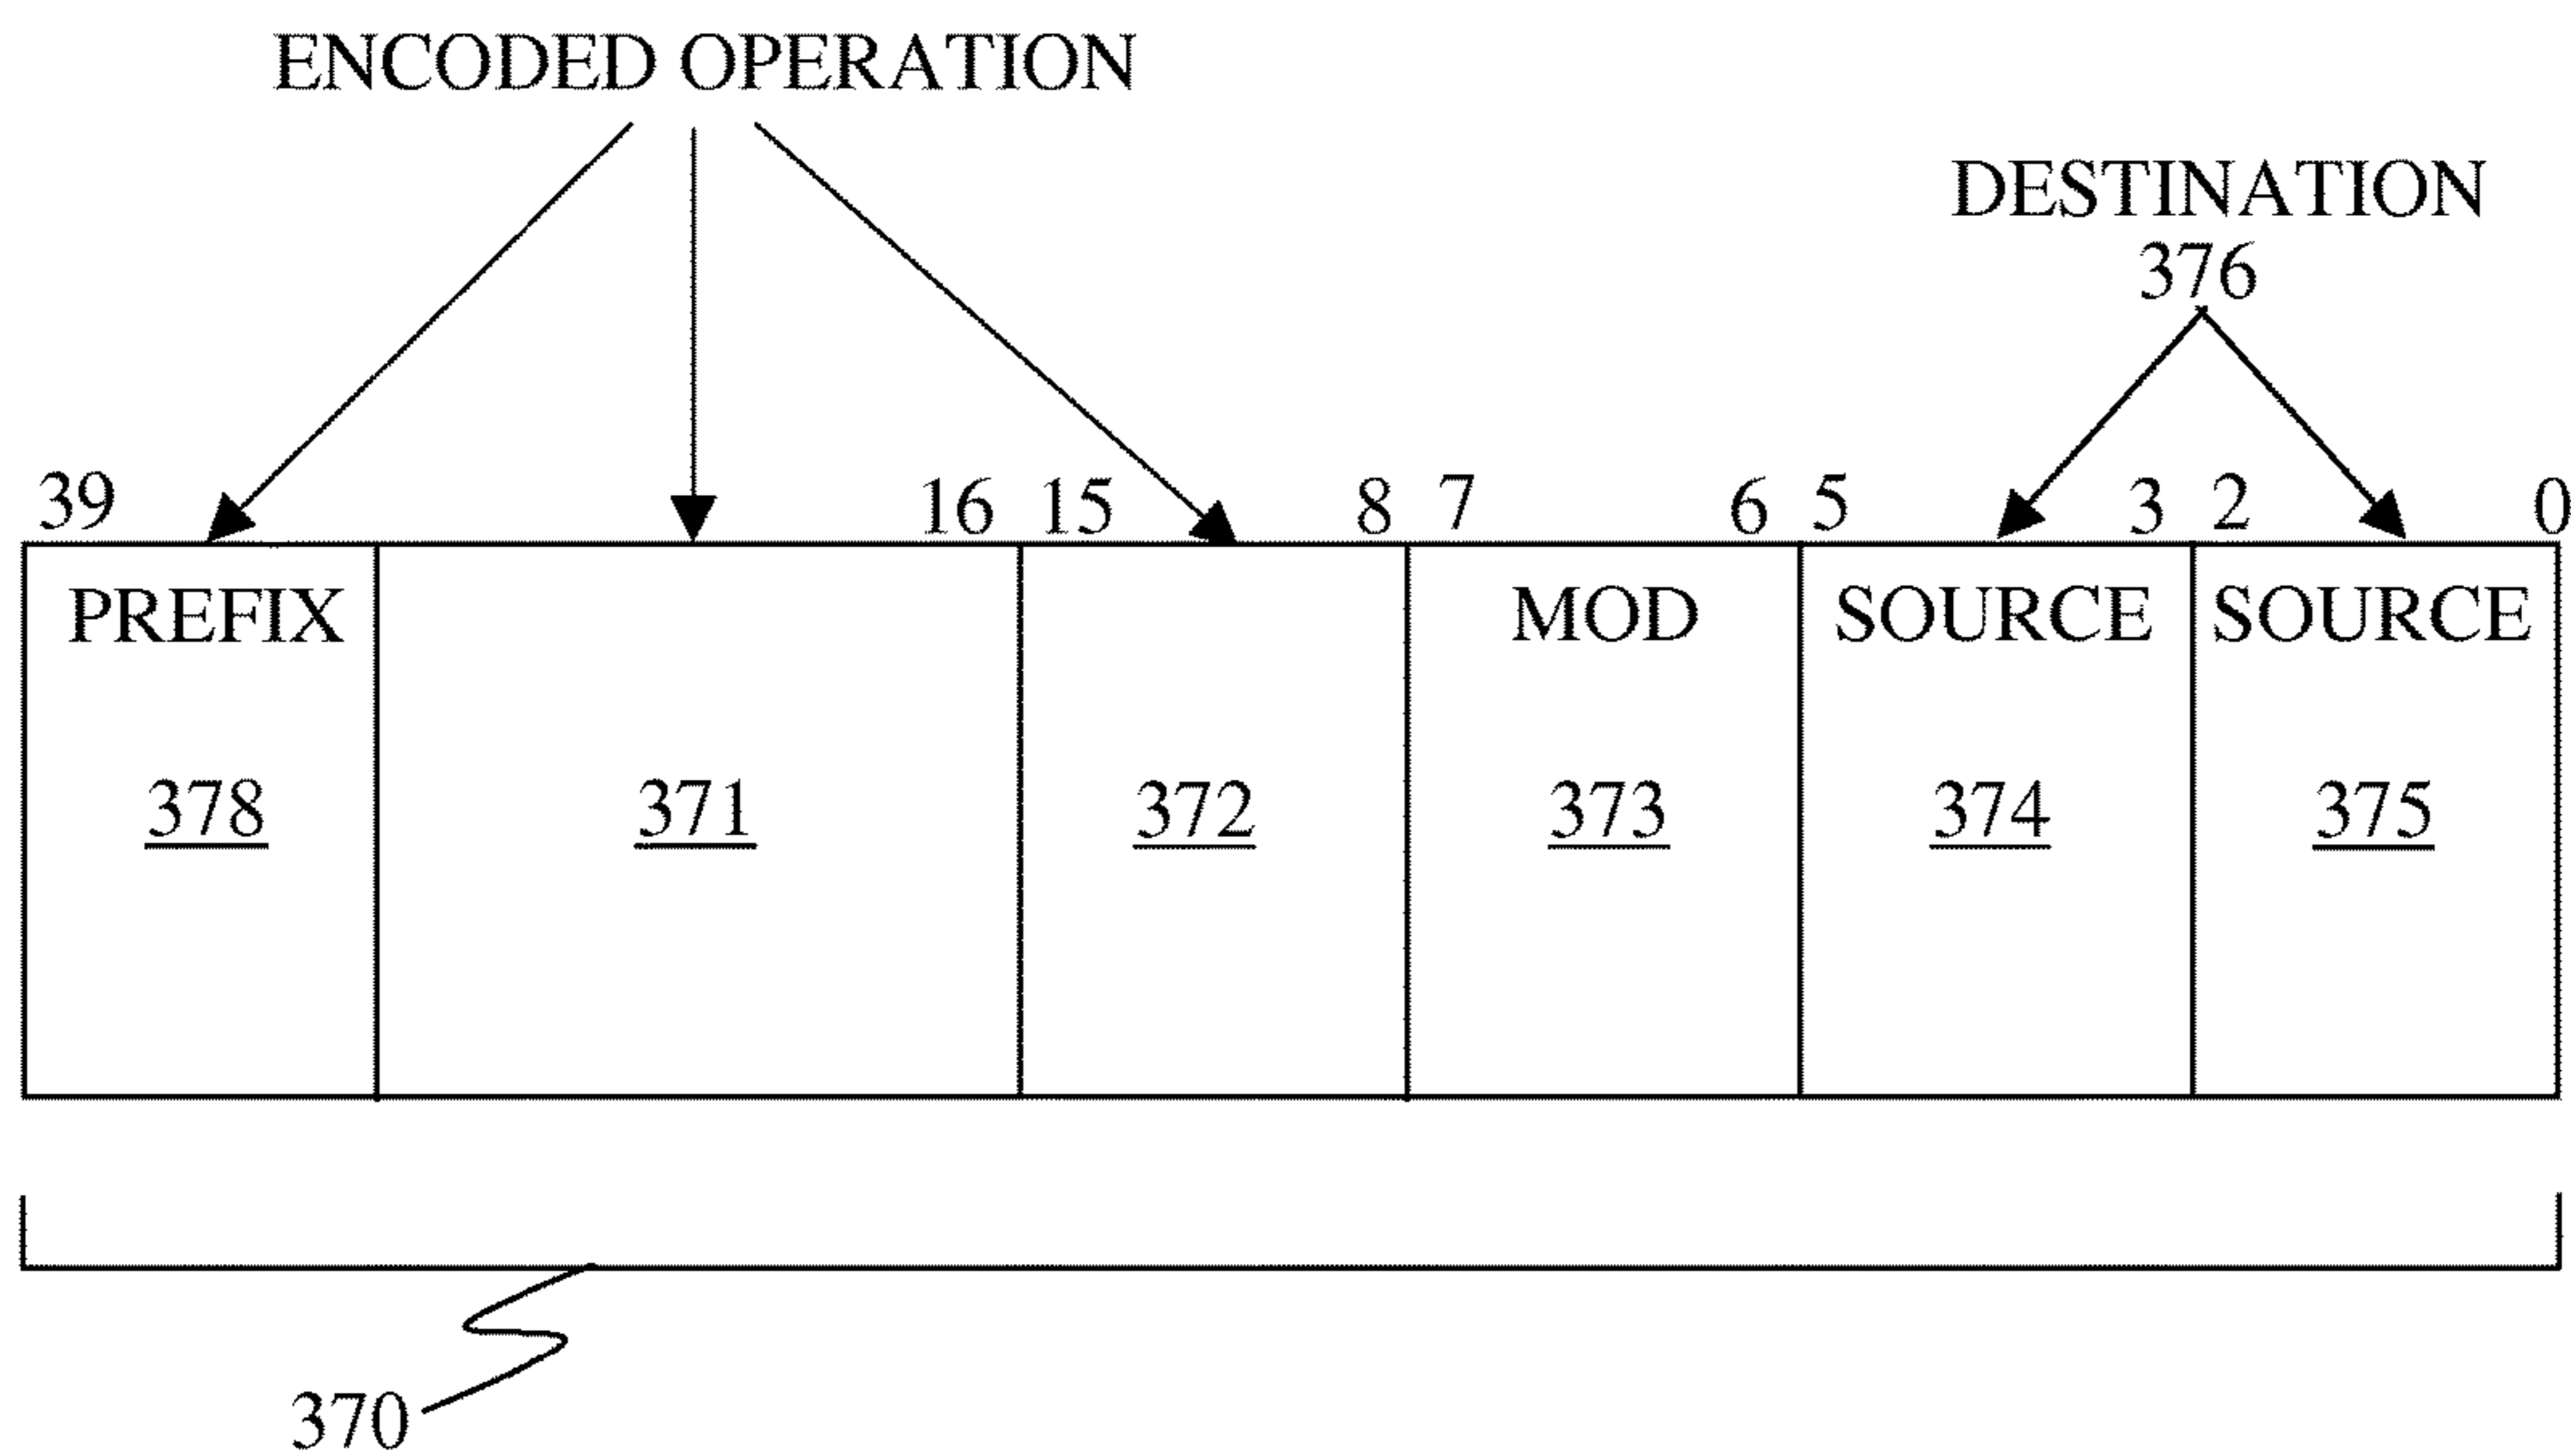 ENCODED OPERATION
DESTINATION
376
39 16 15 8 7 6 5 3 2 0
PREFIX MOD SOURCE SOURCE
378 371 372 373 374 375
370